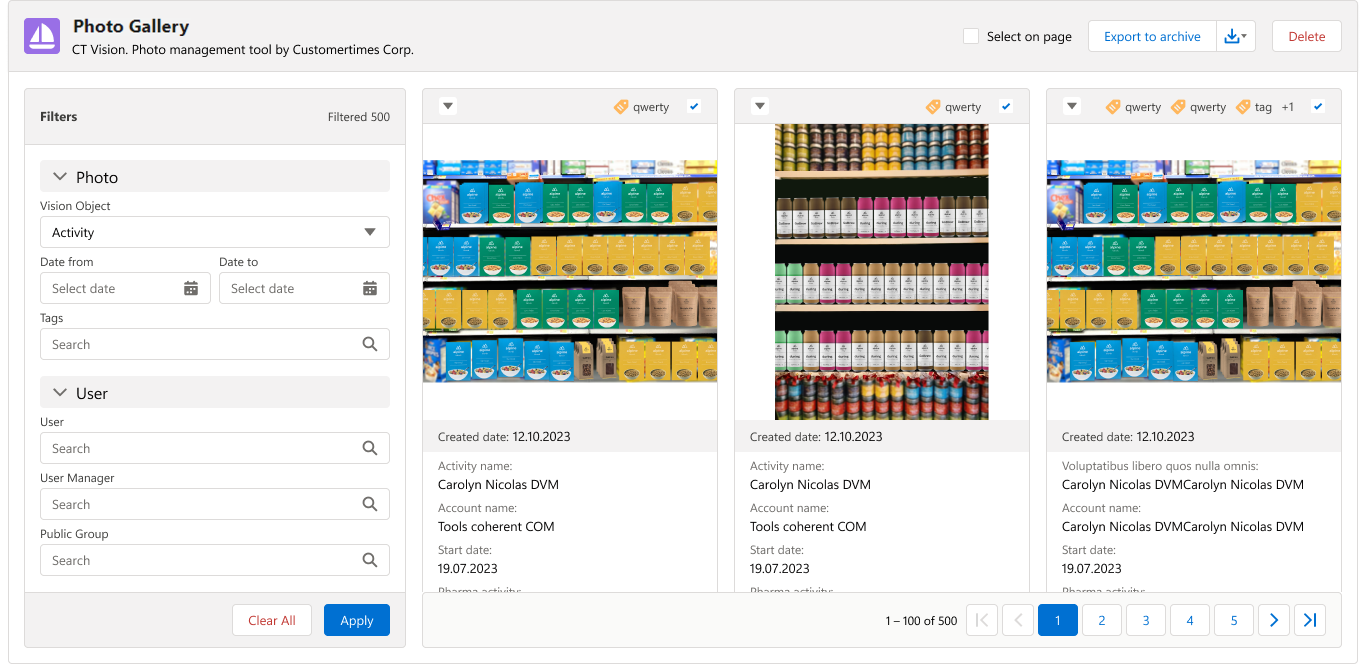 Photo Gallery
CT Vision. Photo management tool by Customertimes Corp.
Select on page
Export to archive
Delete
Filters
Filtered 500
Photo
Vision Object
Activity
Date from
Date to
Select date
Select date
Tags
Search
User
User
Search
User Manager
Search
Public Group
Search
Clear All
Apply
qwerty
Created date: 12.10.2023
Activity name:
Carolyn Nicolas DVM
Account name:
Tools coherent COM
Start date:
19.07.2023
Pharma activity:
qwerty
Created date: 12.10.2023
Activity name:
Carolyn Nicolas DVM
Account name:
Tools coherent COM
Start date:
19.07.2023
Pharma activity:
qwerty qwerty tag +1
Created date: 12.10.2023
Voluptatibus libero quos nulla omnis:
Carolyn Nicolas DVMCarolyn Nicolas DVM
Account name:
Carolyn Nicolas DVMCarolyn Nicolas DVM
Start date:
19.07.2023
Pharma activity:
1 – 100 of 500
1 2 3 4 5